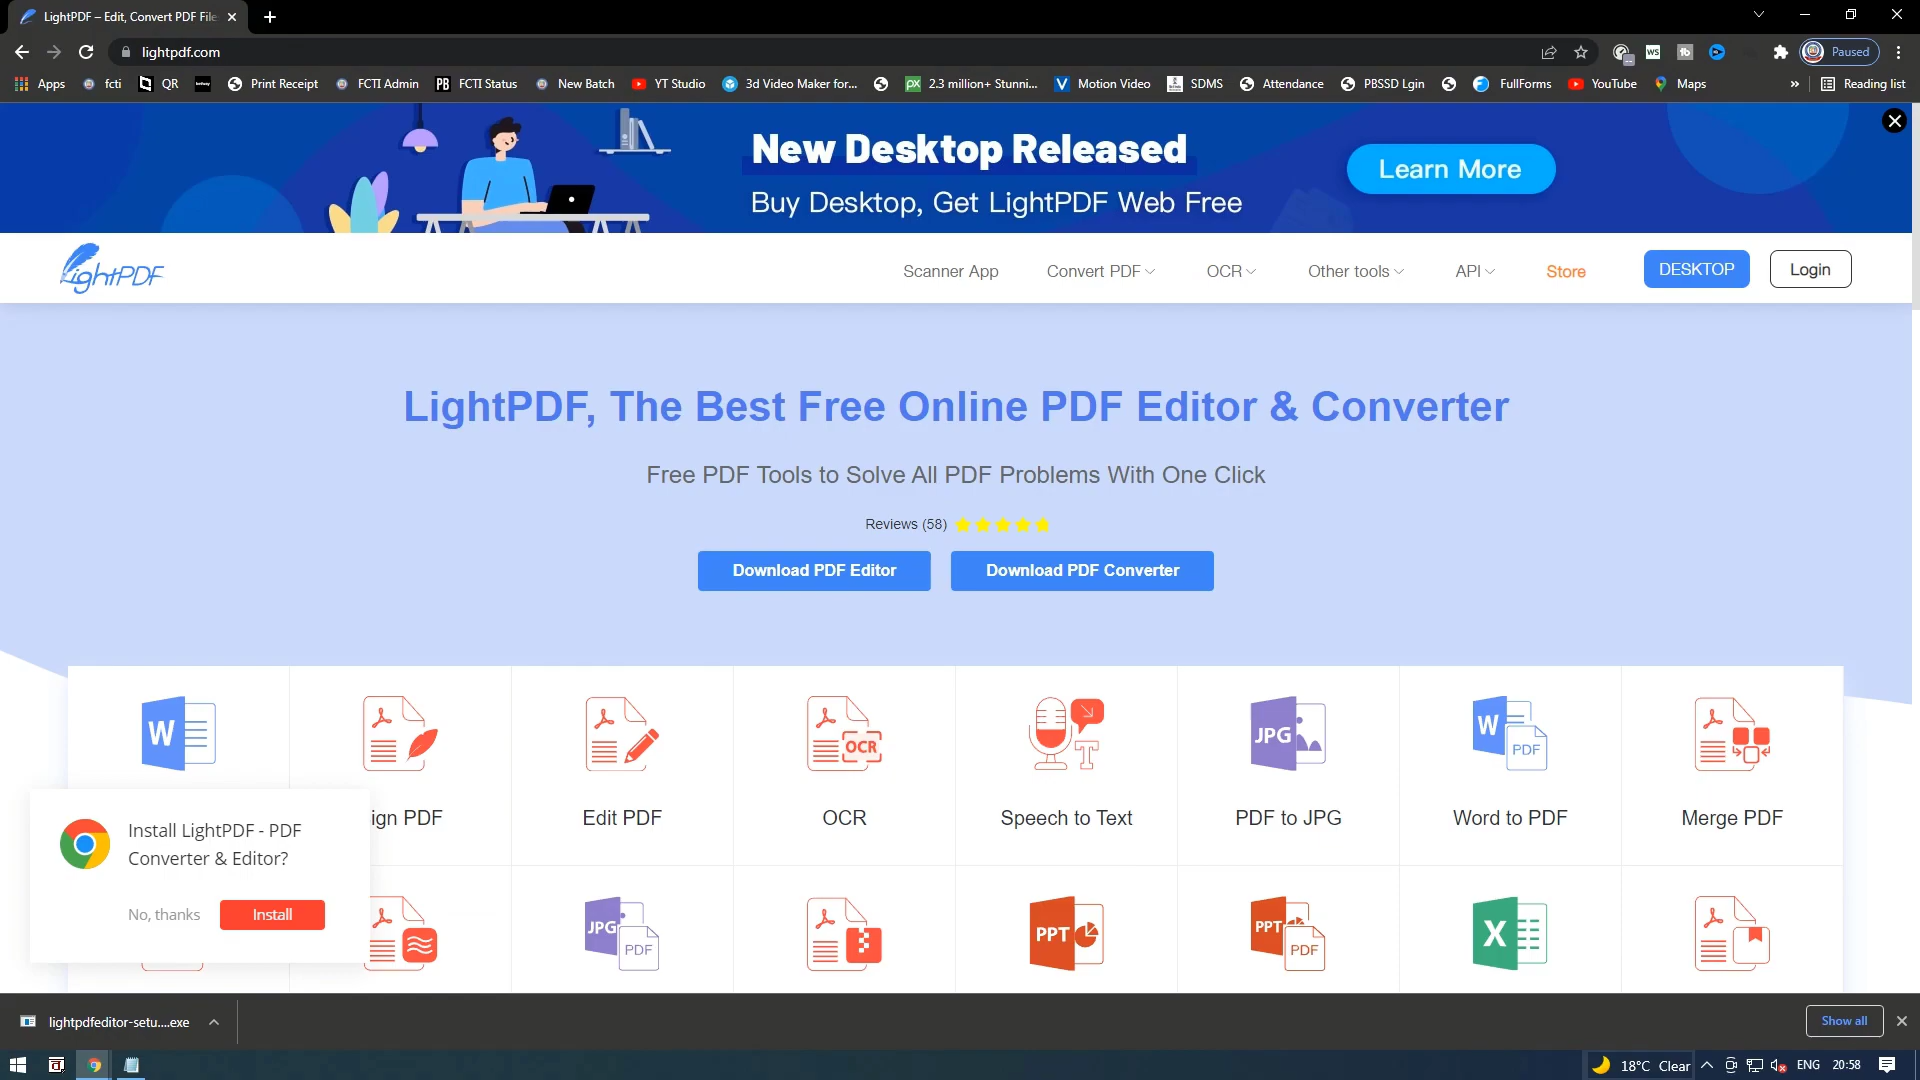 LightPDF – Edit, Convert PDF File
lightpdf.com
Paused
Apps
fcti
QR
Print Receipt
FCTI Admin
PB
FCTI Status
New Batch
YT Studio
3d Video Maker for...
px
2.3 million+ Stunni...
V
Motion Video
SDMS
Attendance
PBSSD Lgin
FullForms
YouTube
Maps
»
Reading list
WS
New Desktop Released
Buy Desktop, Get LightPDF Web Free
Learn More
LightPDF
Scanner App
Convert PDF
OCR
Other tools
API
Store
DESKTOP
Login
LightPDF, The Best Free Online PDF Editor & Converter
Free PDF Tools to Solve All PDF Problems With One Click
Reviews (58)
Download PDF Editor
Download PDF Converter
W
OCR
T
JPG
W
PDF
ign PDF
Edit PDF
OCR
Speech to Text
PDF to JPG
Word to PDF
Merge PDF
Install LightPDF - PDF
Converter & Editor?
No, thanks
Install
JPG
PDF
PPT
PPT
PDF
X
lightpdfeditor-setu....exe
Show all
18°C Clear
ENG
20:58